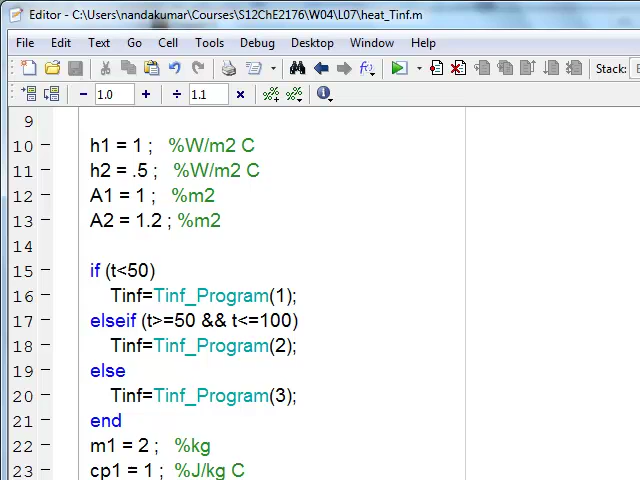 Editor - C:\Users\nandakumar\Courses\S12ChE2176\W04\L07\heat_Tinf.m
File Edit Text Go Cell Tools Debug Desktop Window Help
Stack:
1.0 1.1
9
10 h1 = 1 ; %W/m2 C
11 h2 = .5 ; %W/m2 C
12 A1 = 1 ; %m2
13 A2 = 1.2 ; %m2
14
15 if (t<50)
16 Tinf=Tinf_Program(1);
17 elseif (t>=50 && t<=100)
18 Tinf=Tinf_Program(2);
19 else
20 Tinf=Tinf_Program(3);
21 end
22 m1 = 2 ; %kg
23 cp1 = 1 ; %J/kg C